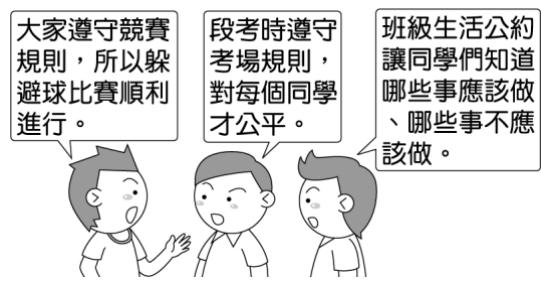 大家遵守競賽
規則，所以躲
避球比賽順利
進行。
段考時遵守
考場規則，
對每個同學
才公平。
班級生活公約
讓同學們知道
哪些事應該做
、哪些事不應
該做。